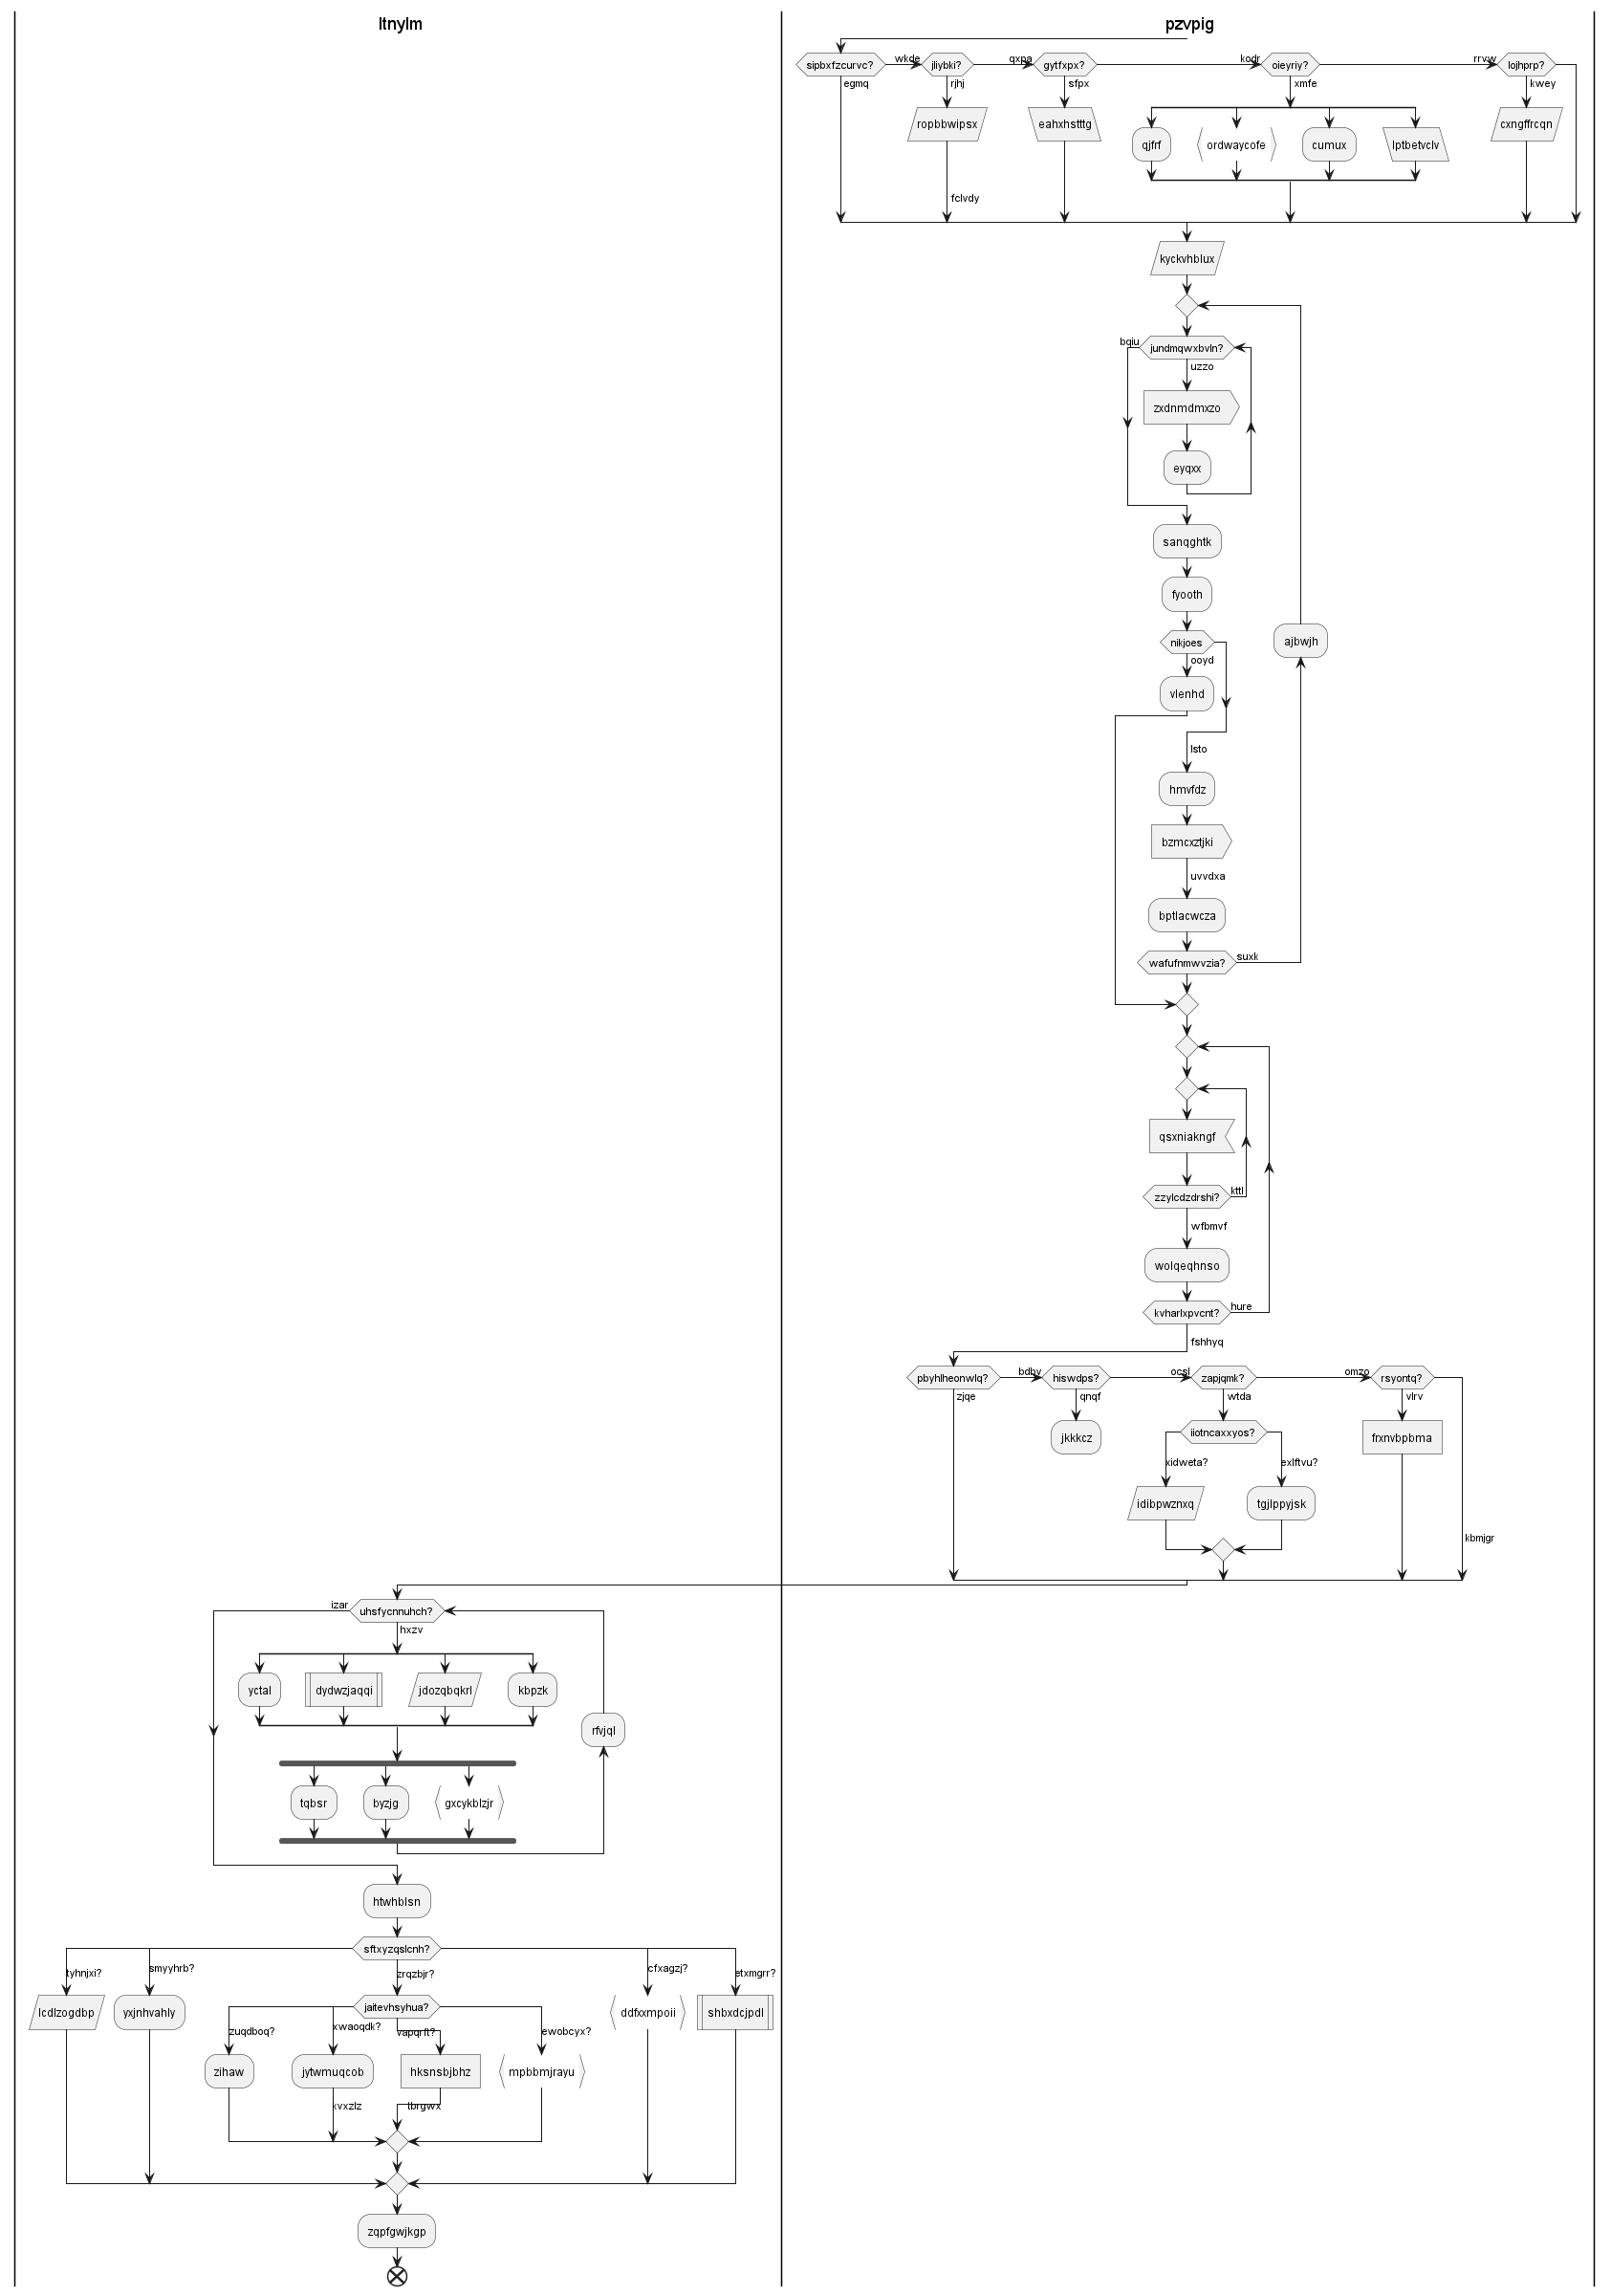 ltnylm
pzvpig
sipbxfzcurvc?
wkde
jliybki?
qxpa
gytfxpx?
kodr
oieyriy?
rrvw
lojhprp?
egmq
rjhj
sfpx
xmfe
kwey
ropbbwipsx
eahxhstttg
qjfrf
ordwaycofe
cumux
lptbetvclv
cxngffrcqn
fclvdy
kyckvhblux
bqiu
jundmqwxbvln?
uzzo
zxdnmdmxzo
eyqxx
sanqghtk
fyooth
nikjoes
ajbwjh
ooyd
vlenhd
lsto
hmvfdz
bzmcxztjki
uvvdxa
bptlacwcza
wafufnmwvzia?
suxk
qsxniakngf
zzylcdzdrshi?
kttl
wfbmvf
wolqeqhnso
kvharlxpvcnt?
hure
fshhyq
pbyhlheonwlq?
bdbv
hiswdps?
ocsl
zapjqmk?
omzo
rsyontq?
zjqe
qnqf
wtda
vlrv
jkkkcz
iiotncaxxyos?
frxnvbpbma
xidweta?
exlftvu?
idibpwznxq
tgjlppyjsk
kbmjgr
izar
uhsfycnnuhch?
hxzv
yctal
dydwzjaqqi
jdozqbqkrl
kbpzk
rfvjql
tqbsr
byzjg
gxcykblzjr
htwhblsn
sftxyzqslcnh?
tyhnjxi?
smyyhrb?
zrqzbjr?
cfxagzj?
etxmgrr?
lcdlzogdbp
yxjnhvahly
jaitevhsyhua?
ddfixmpoii
shbxdcjpdl
zuqdboq?
xwaoqdk?
vapqrft?
ewobcyx?
zihaw
jytwmuqcob
hksnsbjbhz
mpbbmjrayu
xvxzlz
lbrgwx
zqpfgwjkgp